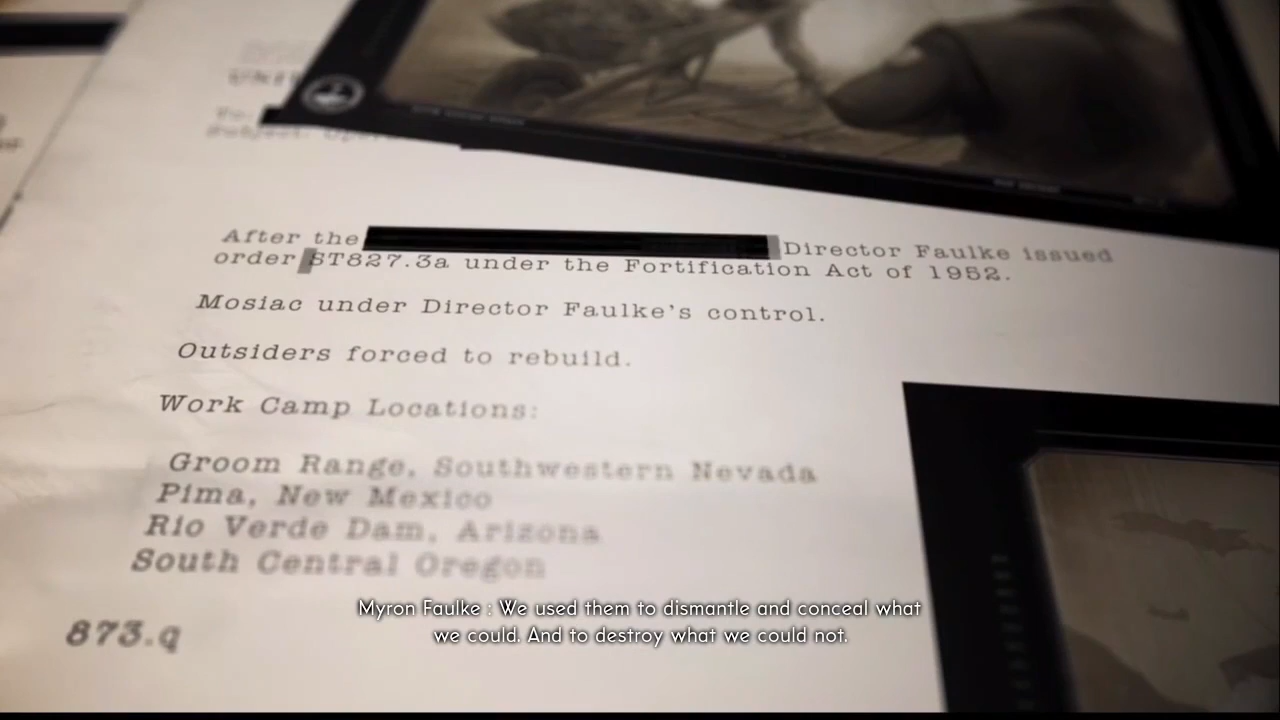 After the Director Faulke issued
order ST827.3a under the Fortification Act of 1952.
Mosiac under Director Faulke's control.
Outsiders forced to rebuild.
Work Camp Locations:
Groom Range, Southwestern Nevada
Pima, New Mexico
Rio Verde Dam, Arizona
South Central Oregon
873.q
Myron Faulke : We used them to dismantle and conceal what
we could. And to destroy what we could not.